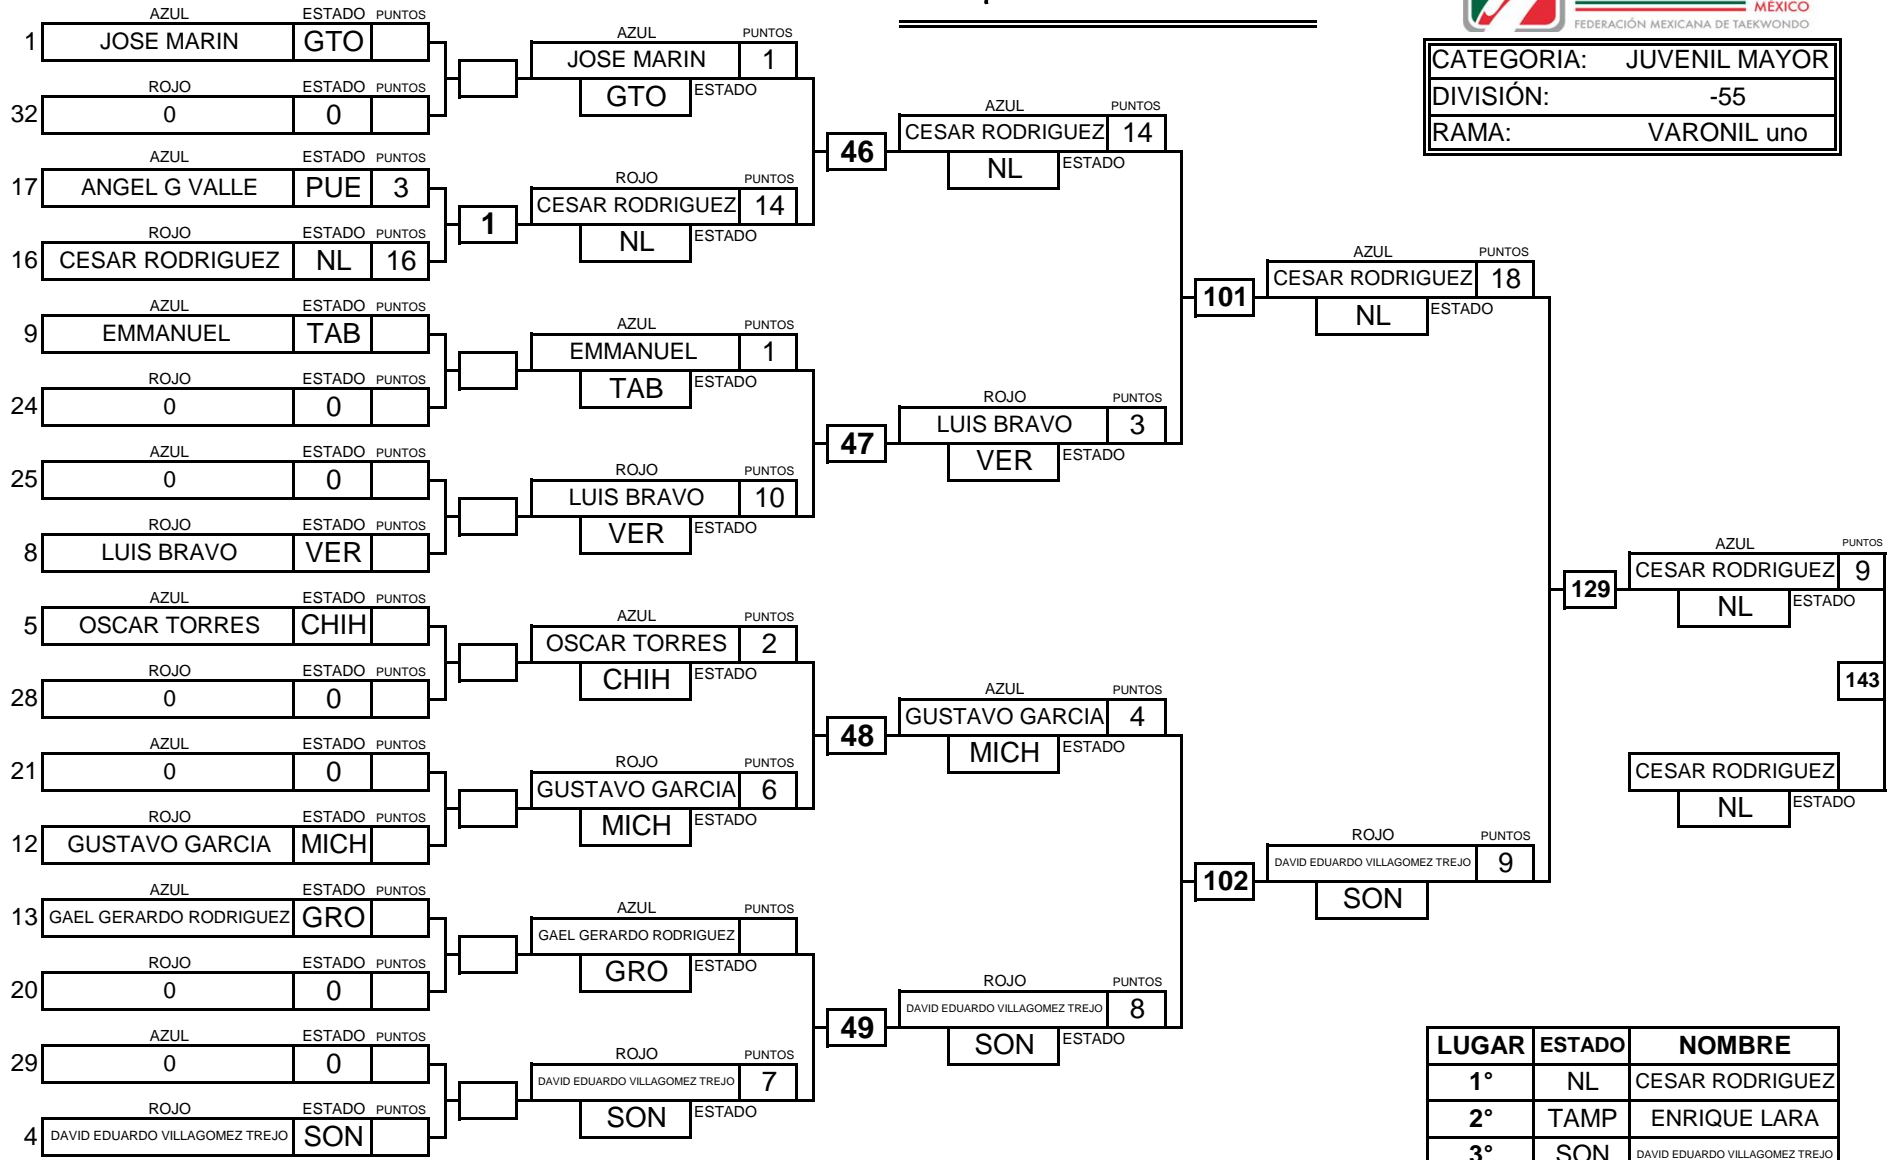 MÉXICO
FEDERACIÓN MEXICANA DE TAEKWONDO
CATEGORIA: JUVENIL MAYOR
DIVISIÓN: -55
RAMA: VARONIL uno
AZUL ESTADO PUNTOS
1 JOSE MARIN GTO
ROJO ESTADO PUNTOS
32 0 0
AZUL ESTADO PUNTOS
17 ANGEL G VALLE PUE 3
ROJO ESTADO PUNTOS
16 CESAR RODRIGUEZ NL 16
AZUL ESTADO PUNTOS
9 EMMANUEL TAB
ROJO ESTADO PUNTOS
24 0 0
AZUL ESTADO PUNTOS
25 0 0
ROJO ESTADO PUNTOS
8 LUIS BRAVO VER
AZUL ESTADO PUNTOS
5 OSCAR TORRES CHIH
ROJO ESTADO PUNTOS
28 0 0
AZUL ESTADO PUNTOS
21 0 0
ROJO ESTADO PUNTOS
12 GUSTAVO GARCIA MICH
AZUL ESTADO PUNTOS
13 GAEL GERARDO RODRIGUEZ GRO
ROJO ESTADO PUNTOS
20 0 0
AZUL ESTADO PUNTOS
29 0 0
ROJO ESTADO PUNTOS
4 DAVID EDUARDO VILLAGOMEZ TREJO SON
1
AZUL PUNTOS
JOSE MARIN 1
GTO ESTADO
ROJO PUNTOS
CESAR RODRIGUEZ 14
NL ESTADO
AZUL PUNTOS
EMMANUEL 1
TAB ESTADO
ROJO PUNTOS
LUIS BRAVO 10
VER ESTADO
AZUL PUNTOS
OSCAR TORRES 2
CHIH ESTADO
ROJO PUNTOS
GUSTAVO GARCIA 6
MICH ESTADO
AZUL PUNTOS
GAEL GERARDO RODRIGUEZ
GRO ESTADO
ROJO PUNTOS
DAVID EDUARDO VILLAGOMEZ TREJO 7
SON ESTADO
46
47
48
49
AZUL PUNTOS
CESAR RODRIGUEZ 14
NL ESTADO
ROJO PUNTOS
LUIS BRAVO 3
VER ESTADO
AZUL PUNTOS
GUSTAVO GARCIA 4
MICH ESTADO
ROJO PUNTOS
DAVID EDUARDO VILLAGOMEZ TREJO 8
SON ESTADO
101
102
AZUL PUNTOS
CESAR RODRIGUEZ 18
NL ESTADO
ROJO PUNTOS
DAVID EDUARDO VILLAGOMEZ TREJO 9
SON
129
AZUL PUNTOS
CESAR RODRIGUEZ 9
NL ESTADO
143
CESAR RODRIGUEZ
NL ESTADO
LUGAR ESTADO NOMBRE
1° NL CESAR RODRIGUEZ
2° TAMP ENRIQUE LARA
3° SON DAVID EDUARDO VILLAGOMEZ TREJO